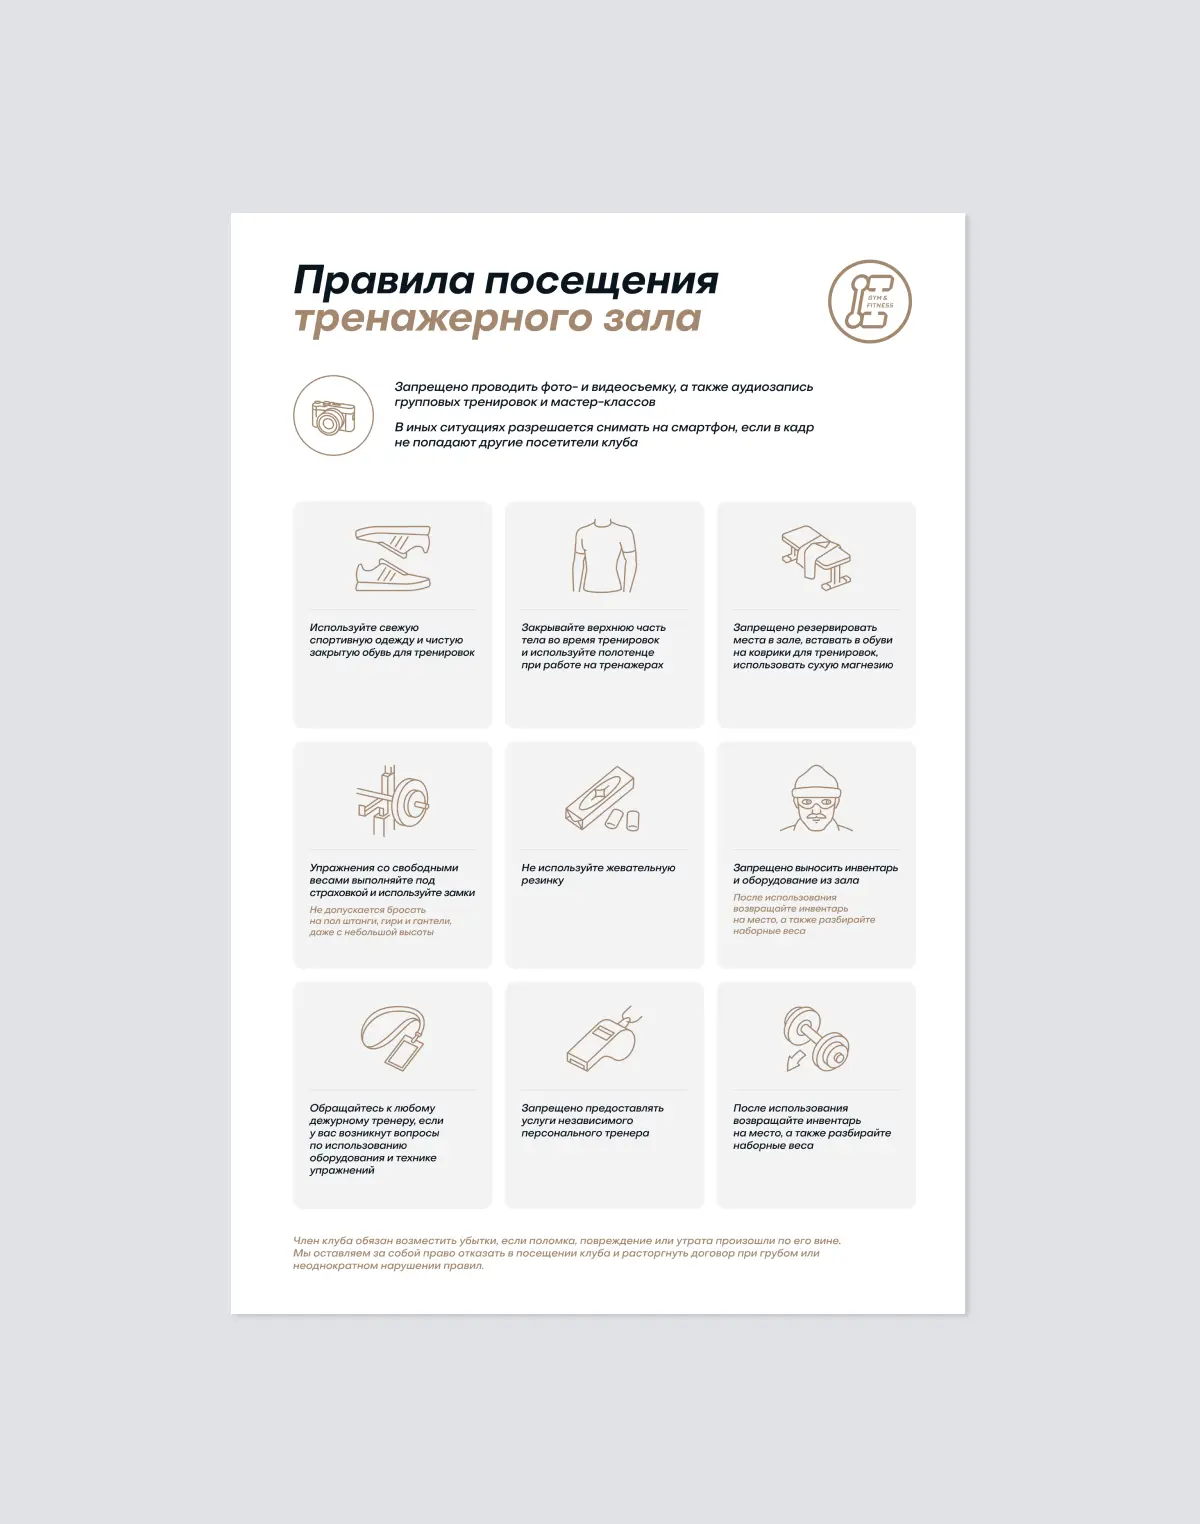 Правила посещения
тренажерного зала
GYM &
FITNESS
Запрещено проводить фото- и видеосъемку, а также аудиозапись
групповых тренировок и мастер-классов
В иных ситуациях разрешается снимать на смартфон, если в кадр
не попадают другие посетители клуба
Используйте свежую
спортивную одежду и чистую
закрытую обувь для тренировок
Закрывайте верхнюю часть
тела во время тренировок
и используйте полотенце
при работе на тренажерах
Запрещено резервировать
места в зале, вставать в обуви
на коврики для тренировок,
использовать сухую магнезию
Упражнения со свободными
весами выполняйте под
страховкой и используйте замки
Не допускается бросать
на пол штанги, гири и гантели,
даже с небольшой высоты
Не используйте жевательную
резинку
Запрещено выносить инвентарь
и оборудование из зала
После использования
возвращайте инвентарь
на место, а также разбирайте
наборные веса
Обращайтесь к любому
дежурному тренеру, если
у вас возникнут вопросы
по использованию
оборудования и технике
упражнений
Запрещено предоставлять
услуги независимого
персонального тренера
После использования
возвращайте инвентарь
на место, а также разбирайте
наборные веса
Член клуба обязан возместить убытки, если поломка, повреждение или утрата произошли по его вине.
Мы оставляем за собой право отказать в посещении клуба и расторгнуть договор при грубом или
неоднократном нарушении правил.